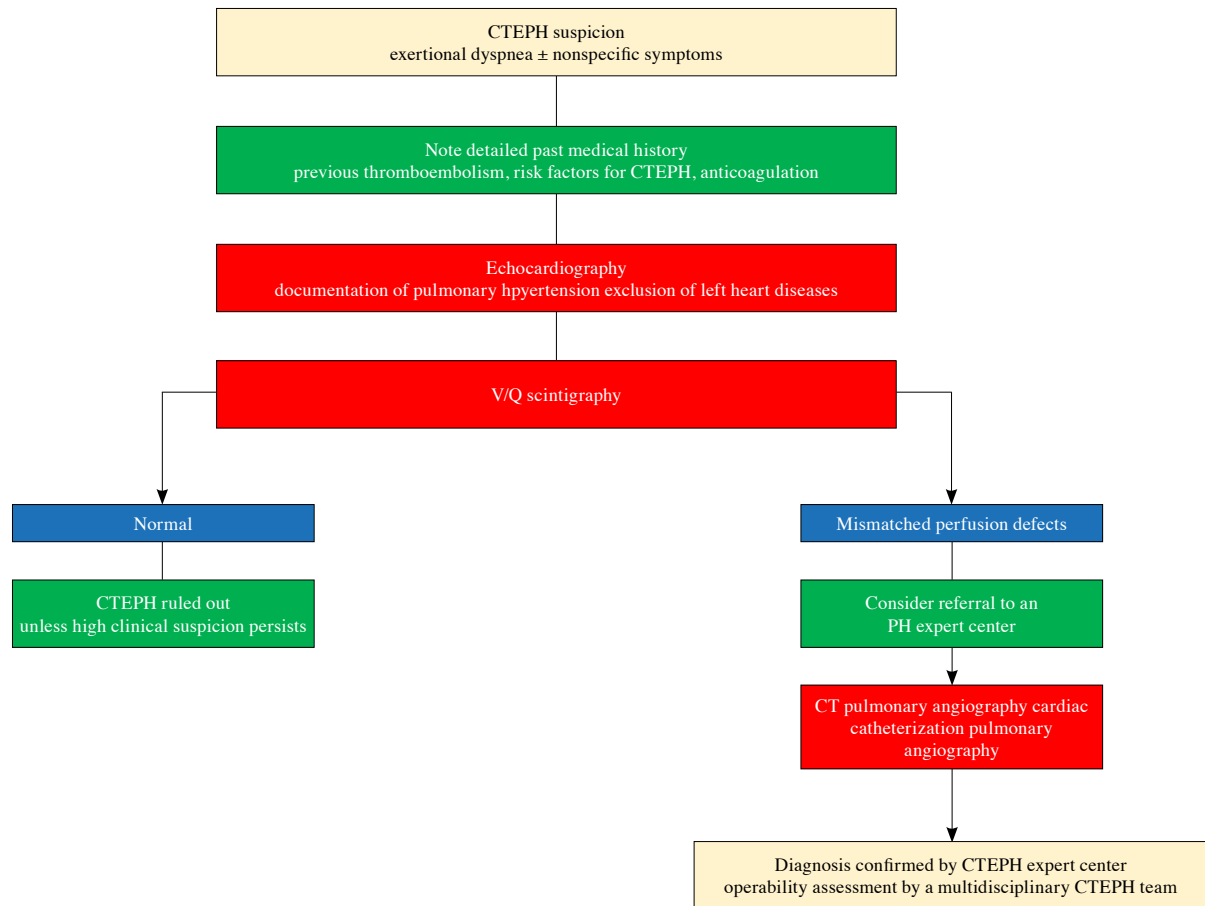 CTEPH suspicion
exertional dyspnea ± nonspecific symptoms
Note detailed past medical history
previous thromboembolism, risk factors for CTEPH, anticoagulation
Echocardiography
documentation of pulmonary hpyertension exclusion of left heart diseases
V/Q scintigraphy
Normal
Mismatched perfusion defects
CTEPH ruled out
unless high clinical suspicion persists
Consider referral to an
PH expert center
CT pulmonary angiography cardiac
catheterization pulmonary
angiography
Diagnosis confirmed by CTEPH expert center
operability assessment by a multidisciplinary CTEPH team